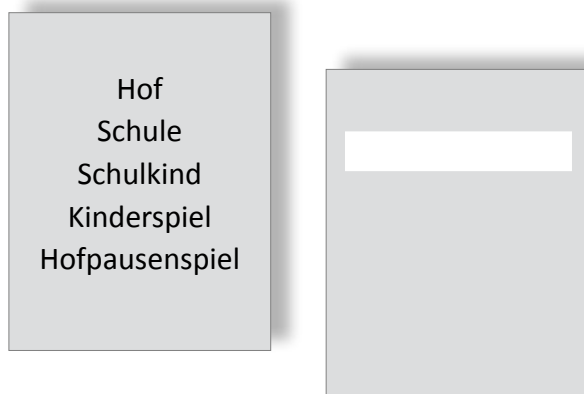 Hof
Schule
Schulkind
Kinderspiel
Hofpausenspiel